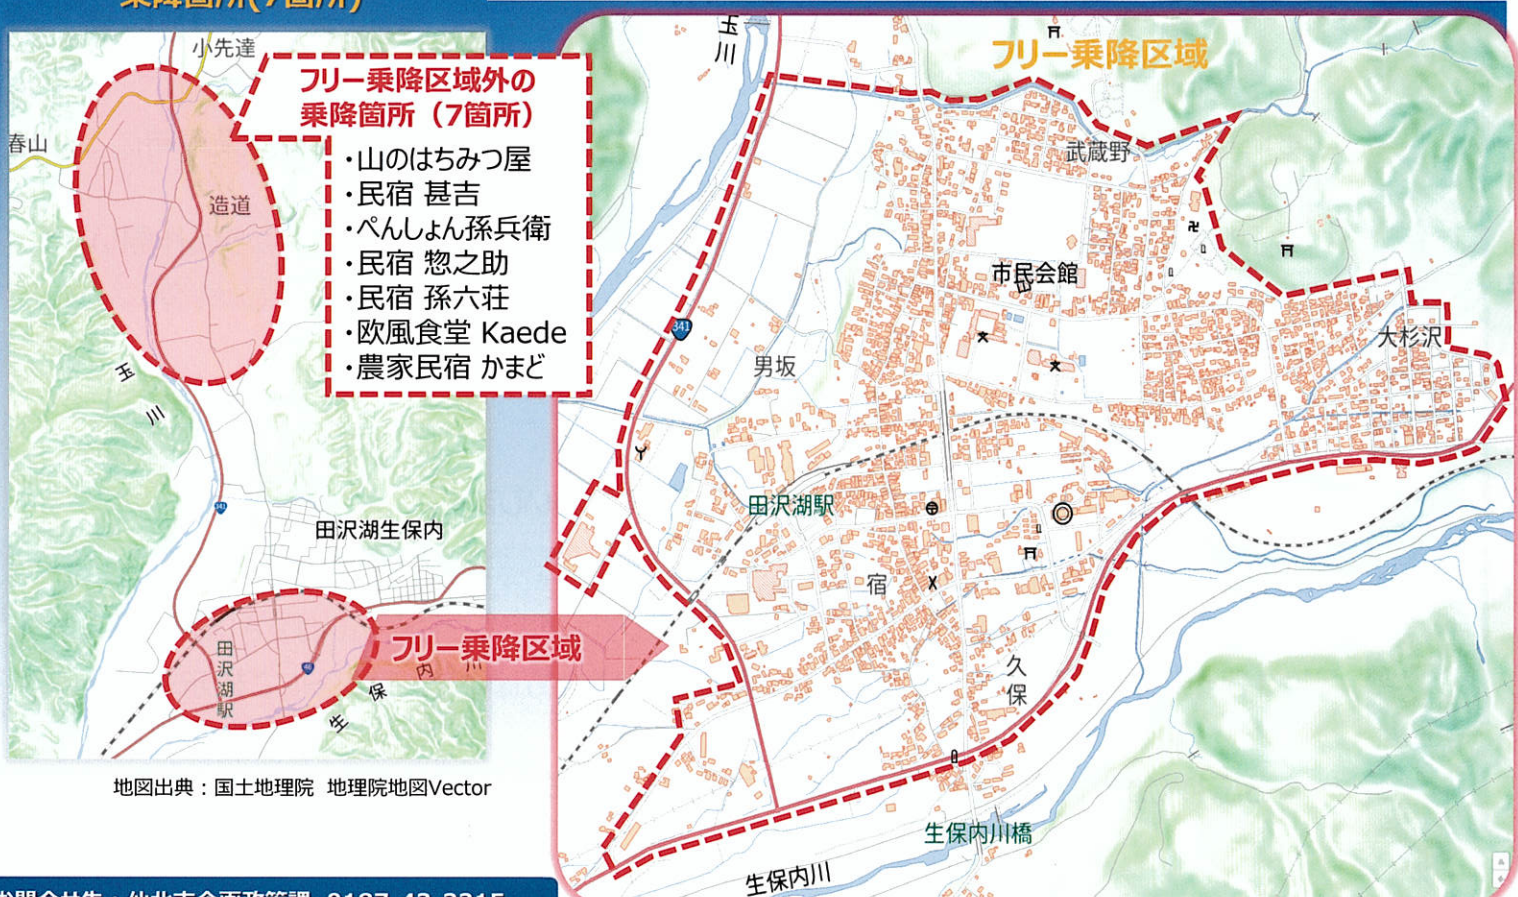 乗降箇所(7箇所)
小先達
春山
造道
フリー乗降区域外の
乗降箇所（7箇所）
・山のはちみつ屋
・民宿 甚吉
・ぺんしょん孫兵衛
・民宿 惣之助
・民宿 孫六荘
・欧風食堂 Kaede
・農家民宿 かまど
玉川
341
田沢湖生保内
田沢湖駅
46
生保内川
フリー乗降区域
地図出典：国土地理院 地理院地図Vector
フリー乗降区域
玉川
武蔵野
市民会館
大杉沢
341
男坂
田沢湖駅
宿
久保
生保内川橋
生保内川